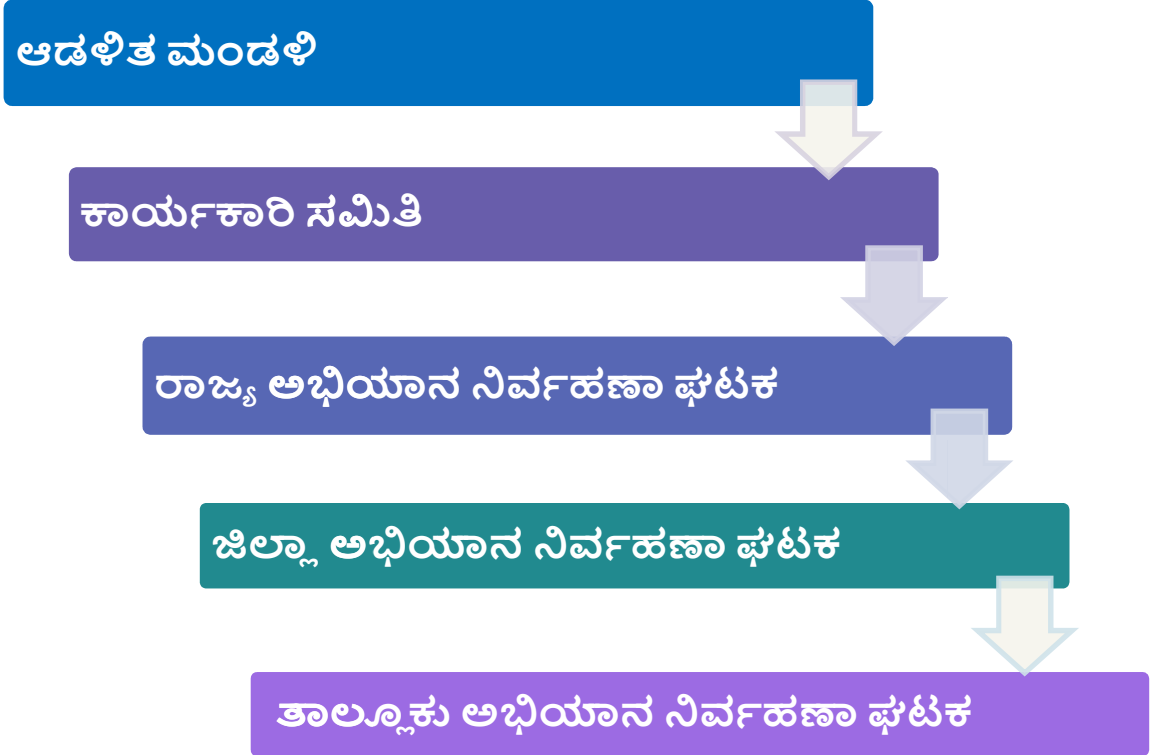 ಆಡಳಿತ ಮಂಡಳಿ
ಕಾರ್ಯಕಾರಿ ಸಮಿತಿ
ರಾಜ್ಯ ಅಭಿಯಾನ ನಿರ್ವಹಣಾ ಘಟಕ
ಜಿಲ್ಲಾ ಅಭಿಯಾನ ನಿರ್ವಹಣಾ ಘಟಕ
ತಾಲ್ಲೂಕು ಅಭಿಯಾನ ನಿರ್ವಹಣಾ ಘಟಕ